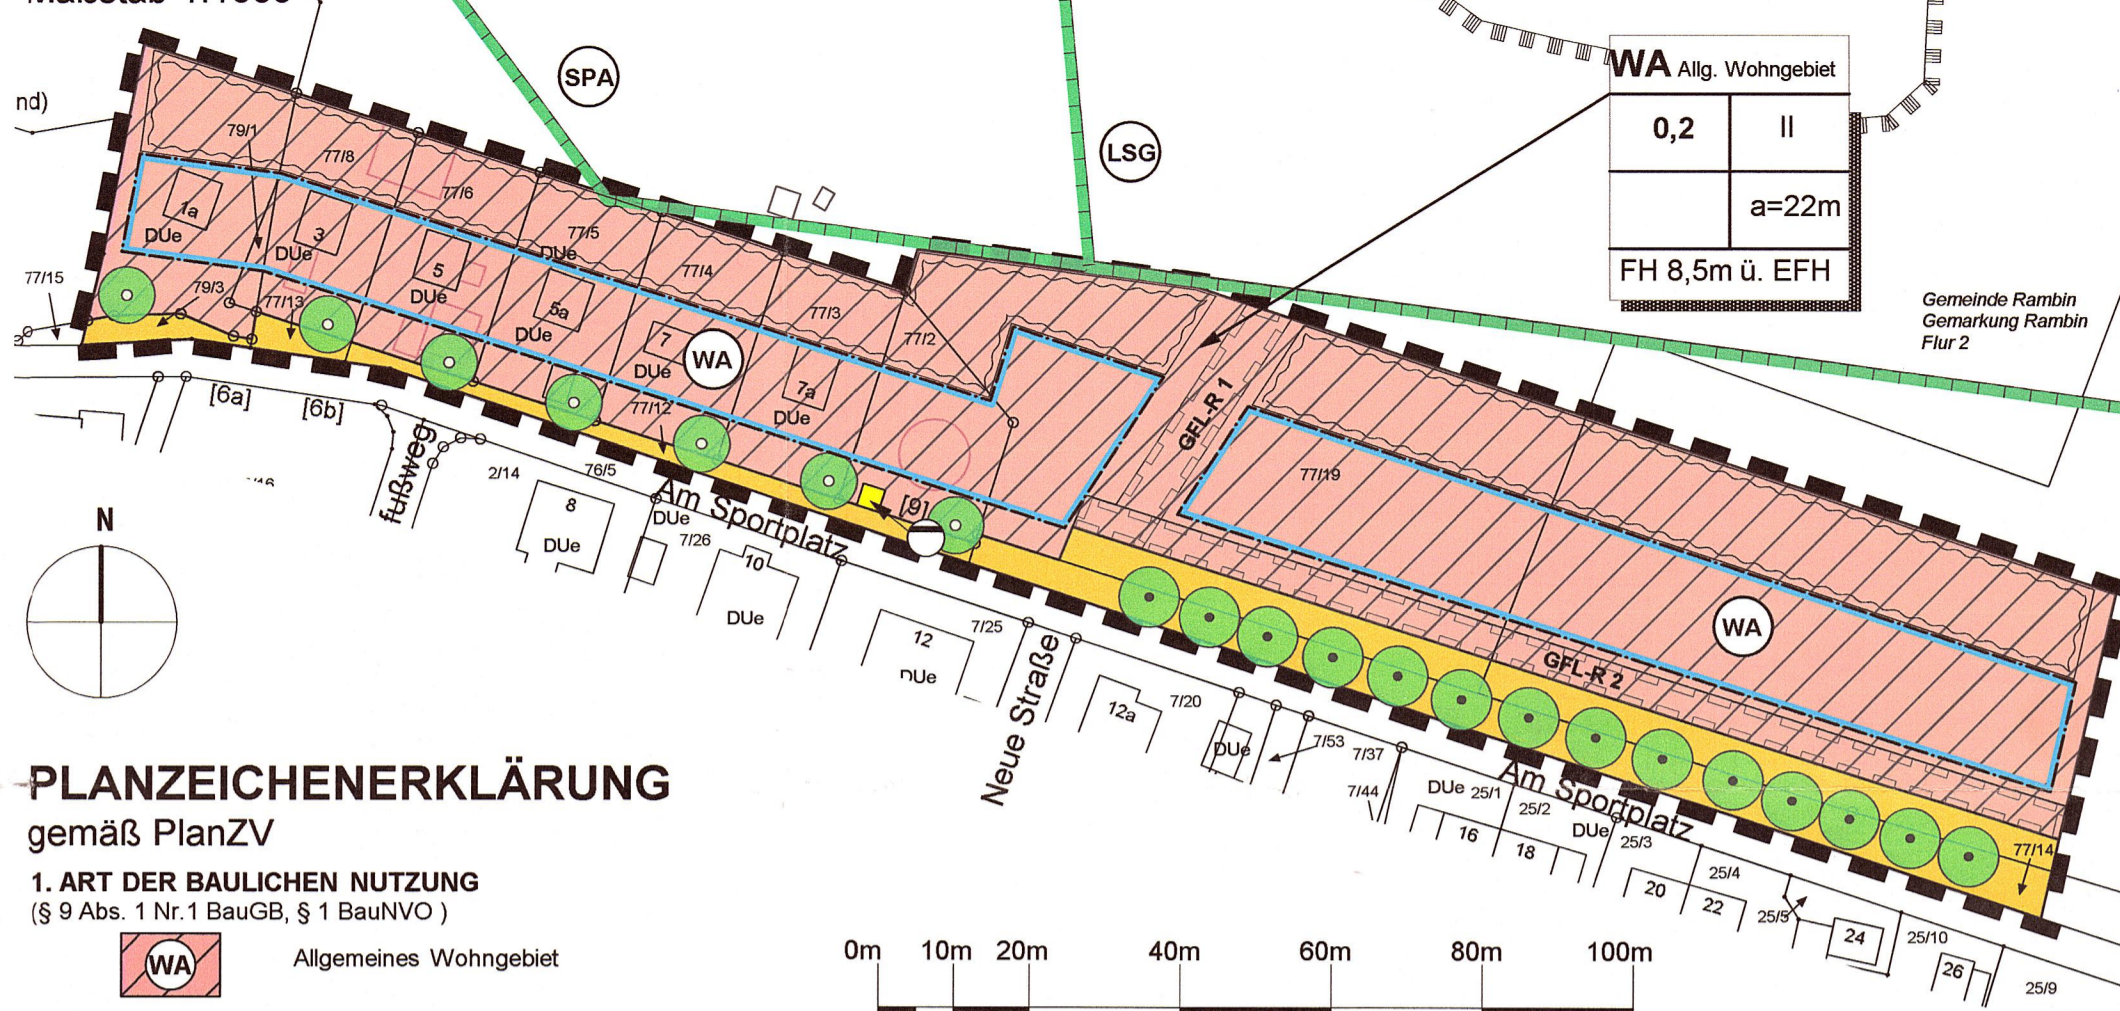 Maßstab 1:1000
nd)
SPA
LSG
WA Allg. Wohngebiet
0,2
II
a=22m
FH 8,5m ü. EFH
Gemeinde Rambin
Gemarkung Rambin
Flur 2
79/1
77/8
77/6
77/5
77/4
77/3
77/2
1a
DUe
3
DUe
5
DUe
DUe
5a
DUe
7
DUe
WA
7a
DUe
77/15
79/3
77/13
77/12
[9]
GFL-R 1
77/19
WA
GFL-R 2
77/14
[6a]
[6b]
fußweg
2/14
76/5
8
DUe
DUe
7/26
Am Sportplatz
10
DUe
12
DUe
7/25
Neue Straße
12a
7/20
DUe
7/53
7/37
7/44
DUe
25/1
25/2
Am Sportplatz
DUe
25/3
16
18
20
22
25/4
25/5
24
25/10
26
25/9
N
PLANZEICHENERKLÄRUNG
gemäß PlanZV
1. ART DER BAULICHEN NUTZUNG
(§ 9 Abs. 1 Nr.1 BauGB, § 1 BauNVO )
WA
Allgemeines Wohngebiet
0m 10m 20m 40m 60m 80m 100m